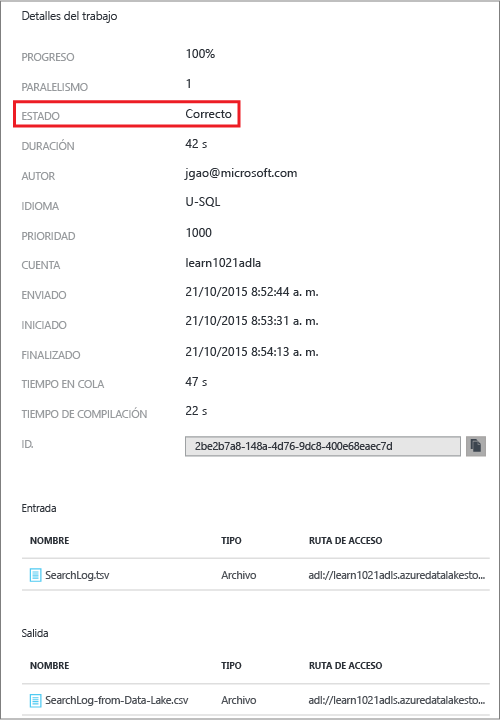 Detalles del trabajo
PROGRESO 100%
PARALELISMO 1
ESTADO Correcto
DURACIÓN 42 s
AUTOR jgao@microsoft.com
IDIOMA U-SQL
PRIORIDAD 1000
CUENTA learn1021adla
ENVIADO 21/10/2015 8:52:44 a. m.
INICIADO 21/10/2015 8:53:31 a. m.
FINALIZADO 21/10/2015 8:54:13 a. m.
TIEMPO EN COLA 47 s
TIEMPO DE COMPILACIÓN 22 s
ID. 2be2b7a8-148a-4d76-9dc8-400e68eaec7d
Entrada
NOMBRE TIPO RUTA DE ACCESO
SearchLog.tsv Archivo adl://learn1021adls.azuredatalakesto...
Salida
NOMBRE TIPO RUTA DE ACCESO
SearchLog-from-Data-Lake.csv Archivo adl://learn1021adls.azuredatalakesto...